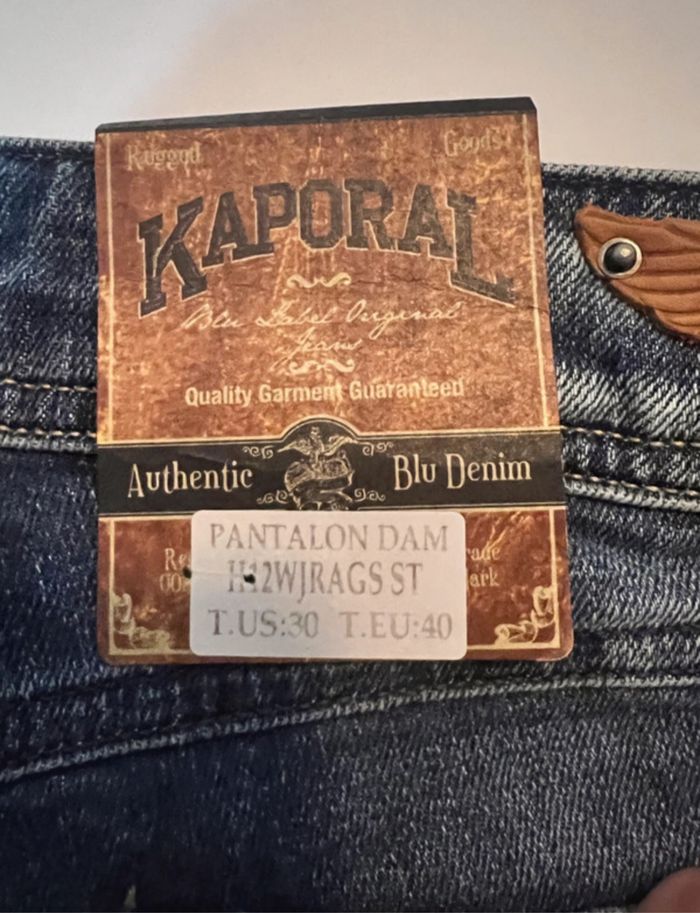 Rugged Goods
KAPORAL
Blu Label Original
Jeans
Quality Garment Guaranteed
Authentic Blu Denim
PANTALON DAM
H12WJRAGS ST
T.US:30 T.EU:40